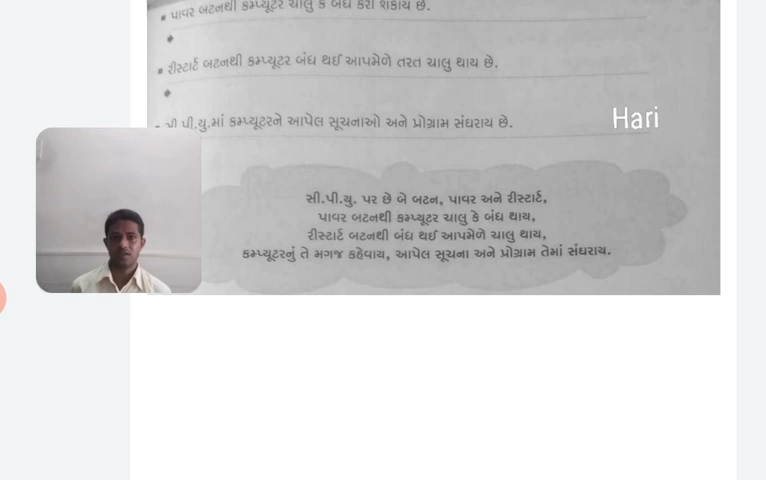 પાવર બટનથી કમ્પ્યૂટર ચાલુ કે બંધ કરી શકાય છે.
રીસ્ટાર્ટ બટનથી કમ્પ્યૂટર બંધ થઈ આપમેળે તરત ચાલુ થાય છે.
સી.પી.યુ.માં કમ્પ્યૂટરને આપેલ સૂચનાઓ અને પ્રોગ્રામ સંઘરાય છે.
Hari
સી.પી.યુ. પર છે બે બટન, પાવર અને રીસ્ટાર્ટ,
પાવર બટનથી કમ્પ્યૂટર ચાલુ કે બંધ થાય,
રીસ્ટાર્ટ બટનથી બંધ થઈ આપમેળે ચાલુ થાય,
કમ્પ્યૂટરનું તે મગજ કહેવાય, આપેલ સૂચના અને પ્રોગ્રામ તેમાં સંઘરાય.